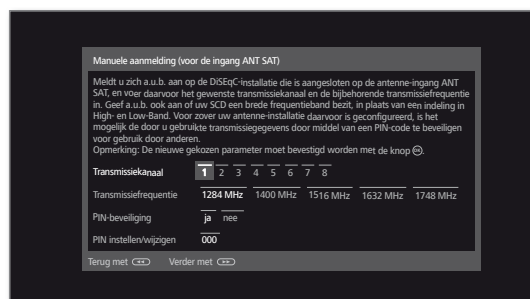 Manuele aanmelding (voor de ingang ANT SAT)
Meldt u zich a.u.b. aan op de DiSEqC-installatie die is aangesloten op de antenne-ingang ANT
SAT, en voer daarvoor het gewenste transmissiekanaal en de bijbehorende transmissiefrequentie
in. Geef a.u.b. ook aan of uw SCD een brede frequentieband bezit, in plaats van een indeling in
High- en Low-Band. Voor zover uw antenne-installatie daarvoor is geconfigureerd, is het
mogelijk de door u gebruikte transmissiegegevens door middel van een PIN-code te beveiligen
voor gebruik door anderen.
Opmerking: De nieuwe gekozen parameter moet bevestigd worden met de knop OK.
Transmissiekanaal 1 2 3 4 5 6 7 8
Transmissiefrequentie 1284 MHz 1400 MHz 1516 MHz 1632 MHz 1748 MHz
PIN-beveiliging ja nee
PIN instellen/wijzigen 000
Terug met Verder met